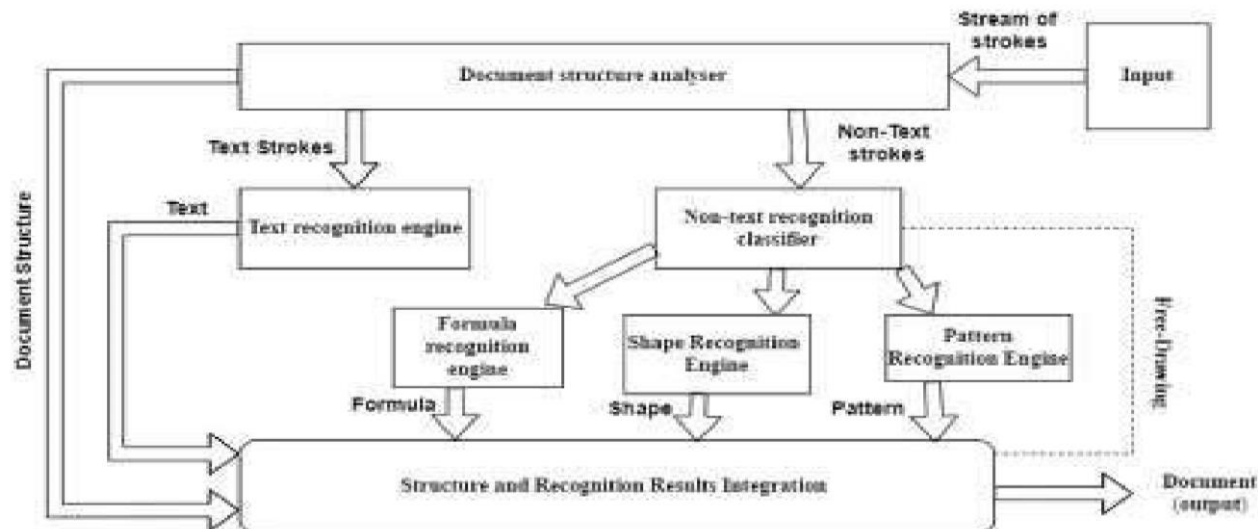 Stream of
strokes
Document structure analyser
Input
Text Strokes
Non-Text
strokes
Document Structure
Text
Text recognition engine
Non-text recognition
classifier
Free-Drawing
Formula
recognition
engine
Shape Recognition
Engine
Pattern
Recognition Engine
Formula
Shape
Pattern
Structure and Recognition Results Integration
Document
(output)